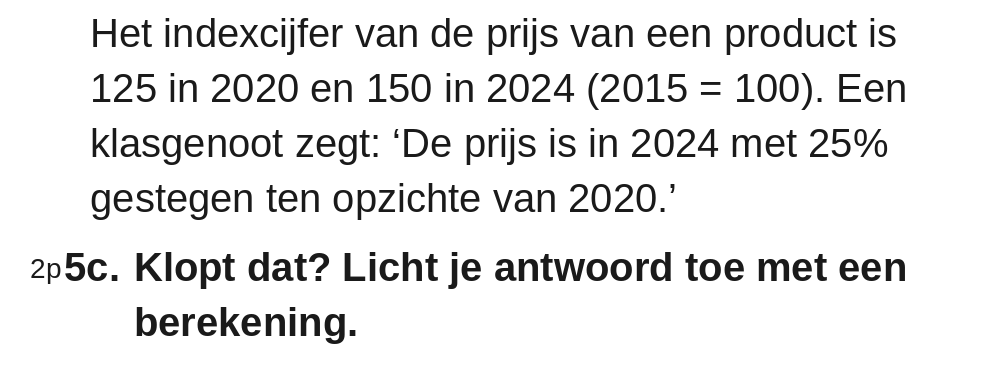 Het indexcijfer van de prijs van een product is
125 in 2020 en 150 in 2024 (2015 = 100). Een
klasgenoot zegt: ‘De prijs is in 2024 met 25%
gestegen ten opzichte van 2020.’
2p 5c. Klopt dat? Licht je antwoord toe met een
berekening.